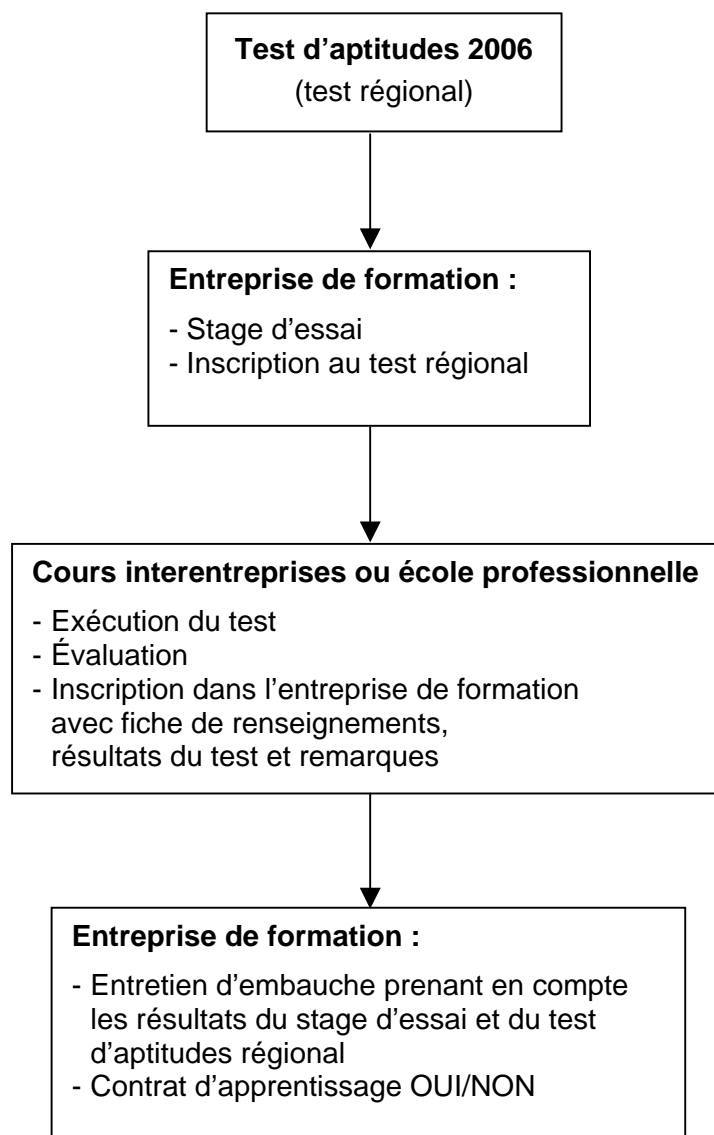 Test d’aptitudes 2006
(test régional)
Entreprise de formation :
- Stage d’essai
- Inscription au test régional
Cours interentreprises ou école professionnelle
- Exécution du test
- Évaluation
- Inscription dans l’entreprise de formation
avec fiche de renseignements,
résultats du test et remarques
Entreprise de formation :
- Entretien d’embauche prenant en compte
les résultats du stage d’essai et du test
d’aptitudes régional
- Contrat d’apprentissage OUI/NON